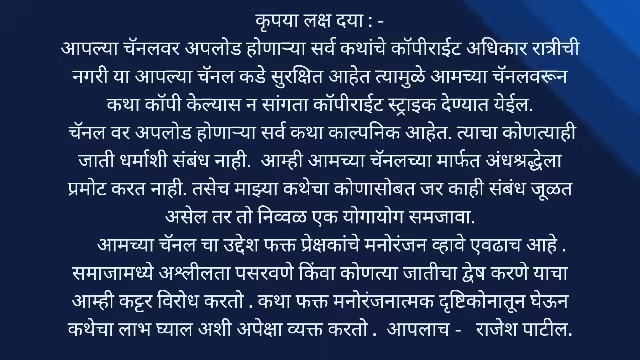 कृपया लक्ष दया : -
आपल्या चॅनलवर अपलोड होणाऱ्या सर्व कथांचे कॉपीराईट अधिकार रात्रीची
नगरी या आपल्या चॅनल कडे सुरक्षित आहेत त्यामुळे आमच्या चॅनलवरून
कथा कॉपी केल्यास न सांगता कॉपीराईट स्ट्राइक देण्यात येईल.
चॅनल वर अपलोड होणाऱ्या सर्व कथा काल्पनिक आहेत. त्याचा कोणत्याही
जाती धर्माशी संबंध नाही. आम्ही आमच्या चॅनलच्या मार्फत अंधश्रद्धेला
प्रमोट करत नाही. तसेच माझ्या कथेचा कोणासोबत जर काही संबंध जूळत
असेल तर तो निव्वळ एक योगायोग समजावा.
आमच्या चॅनल चा उद्देश फक्त प्रेक्षकांचे मनोरंजन व्हावे एवढाच आहे .
समाजामध्ये अश्लीलता पसरवणे किंवा कोणत्या जातीचा द्वेष करणे याचा
आम्ही कट्टर विरोध करतो . कथा फक्त मनोरंजनात्मक दृष्टिकोनातून घेऊन
कथेचा लाभ घ्याल अशी अपेक्षा व्यक्त करतो . आपलाच - राजेश पाटील.